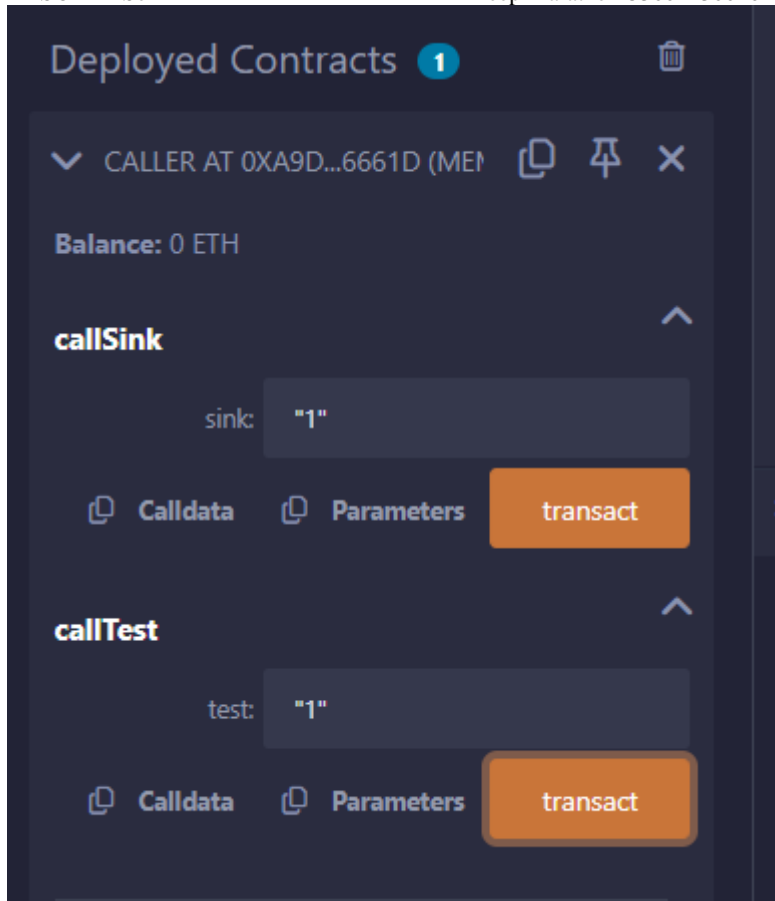 Deployed Contracts 1
CALLER AT 0XA9D...6661D (MEM
Balance: 0 ETH
callSink
sink: "1"
Calldata Parameters transact
callTest
test: "1"
Calldata Parameters transact